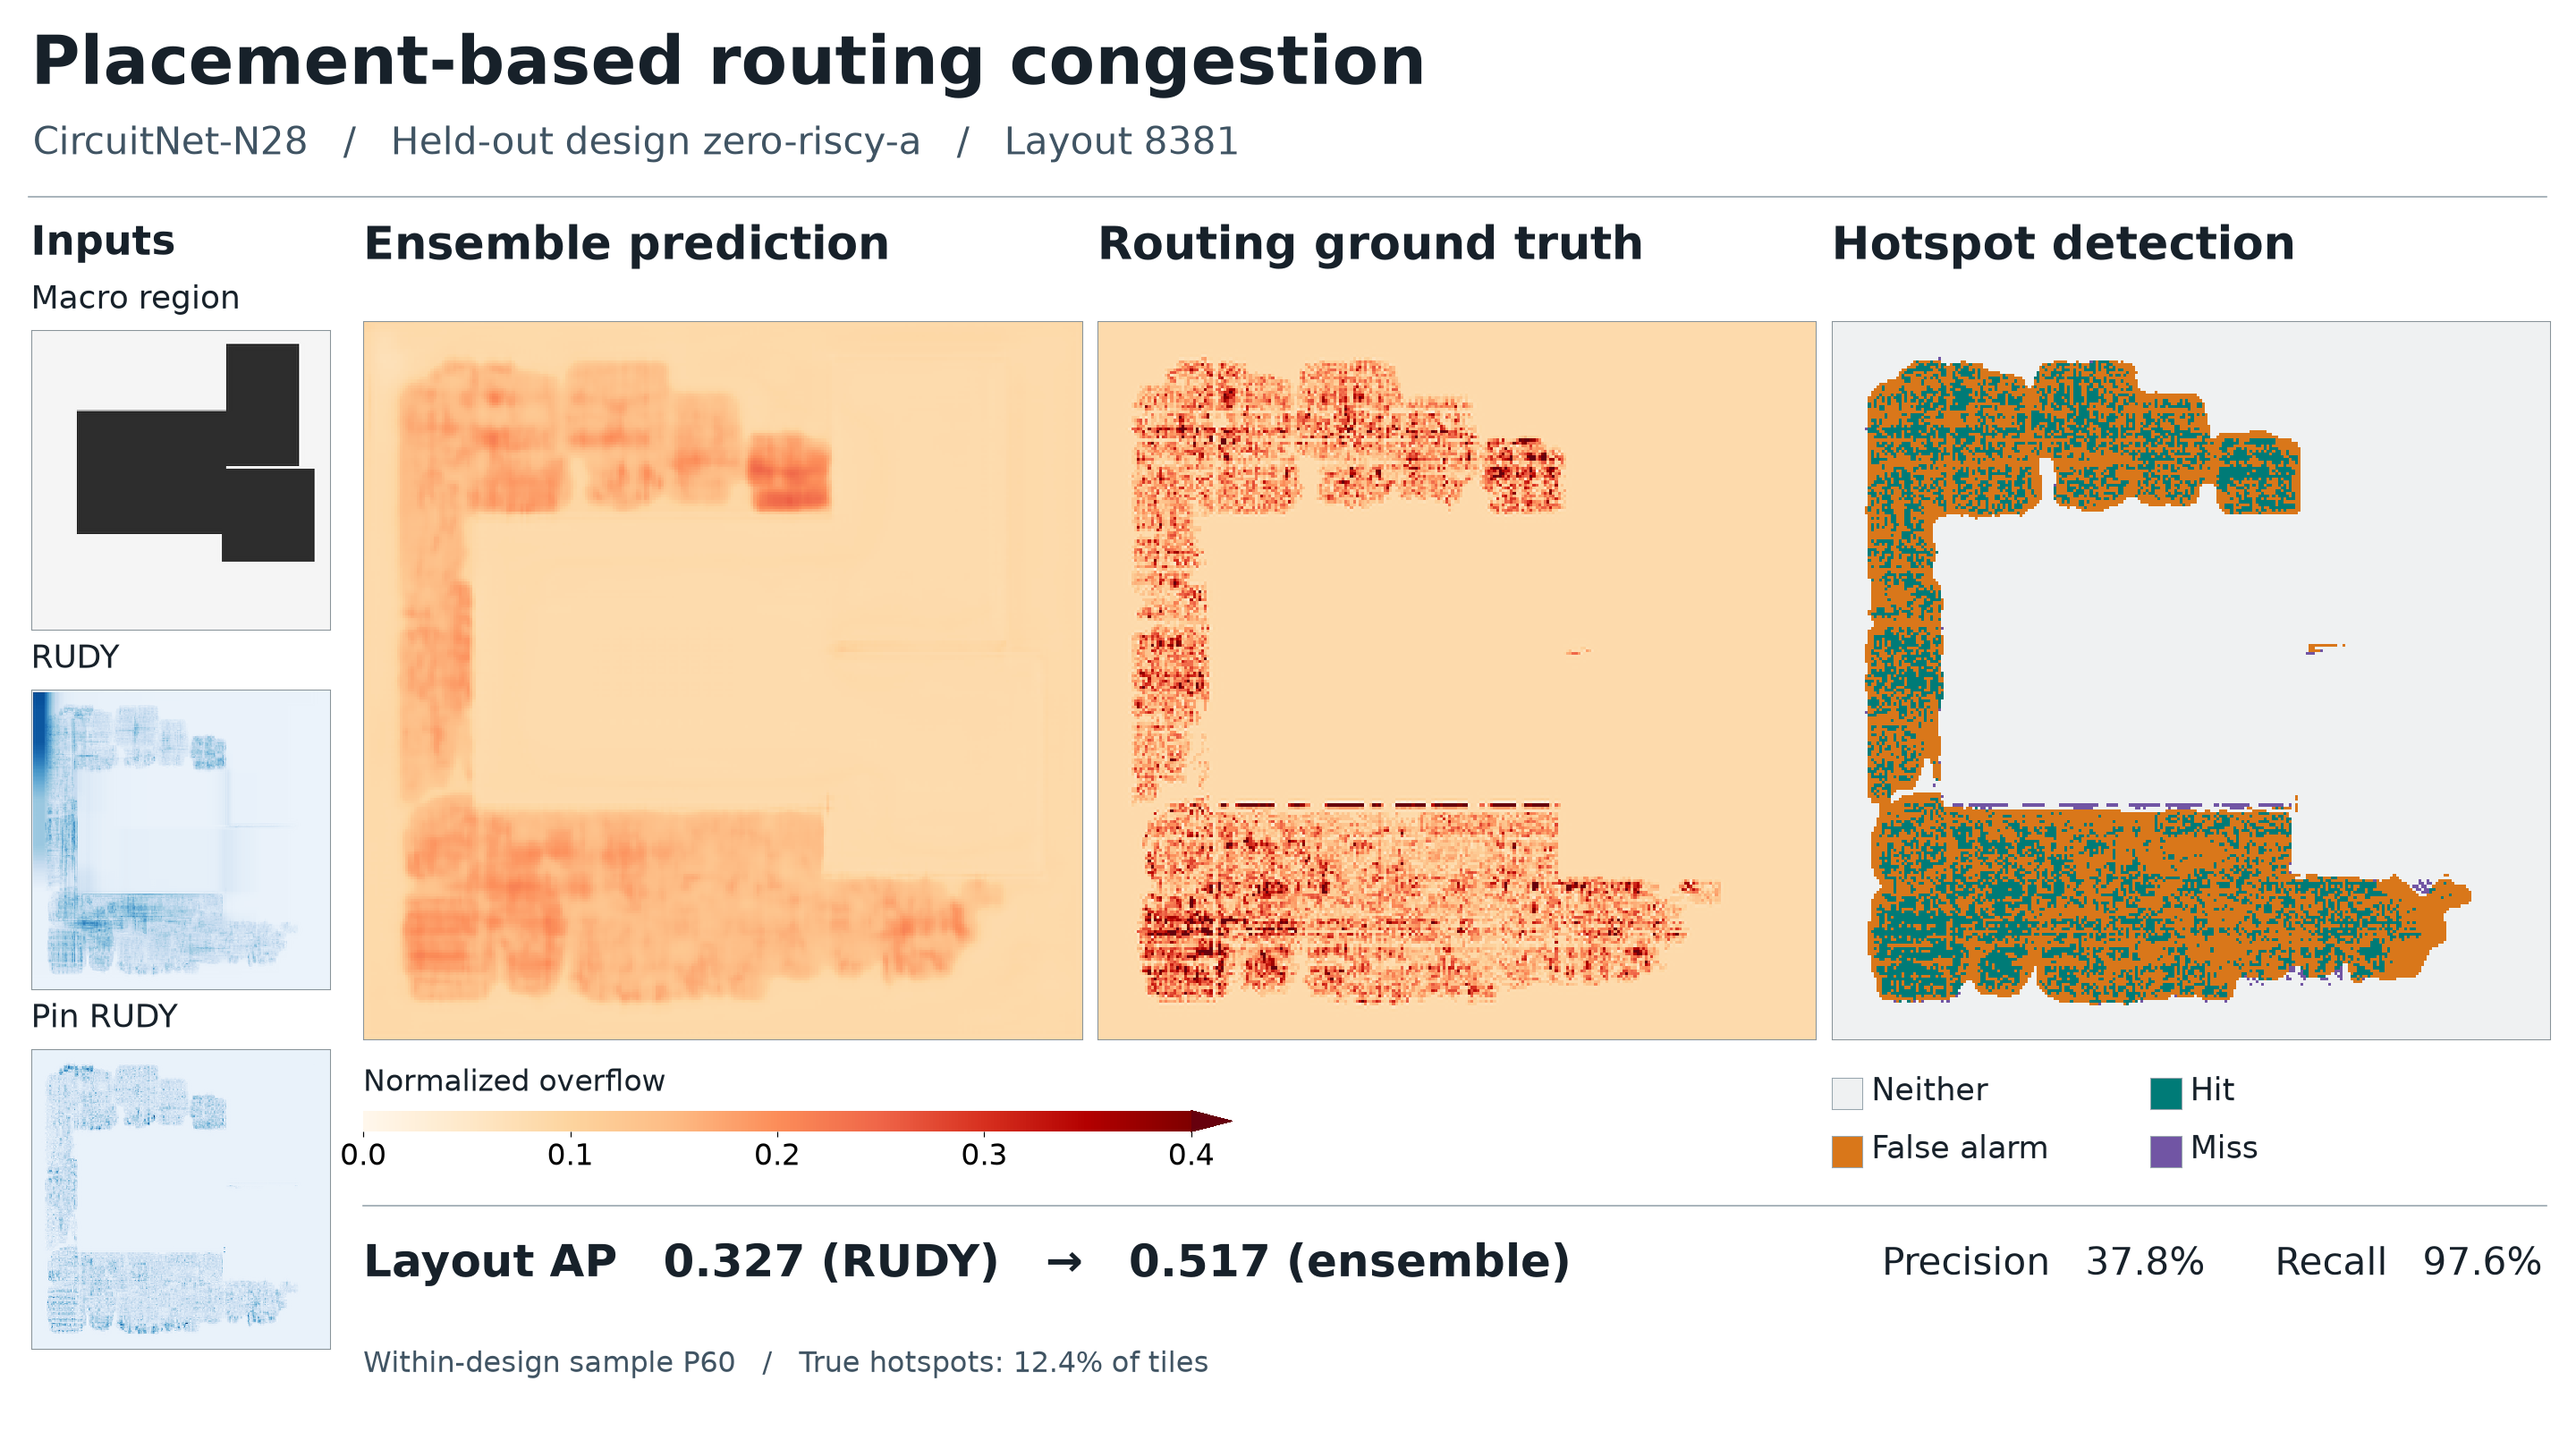 Placement-based routing congestion
CircuitNet-N28 / Held-out design zero-riscy-a / Layout 8381
Inputs
Macro region
RUDY
Pin RUDY
Ensemble prediction
Routing ground truth
Hotspot detection
Normalized overflow
0.0 0.1 0.2 0.3 0.4
Neither
Hit
False alarm
Miss
Layout AP 0.327 (RUDY) → 0.517 (ensemble)
Precision 37.8% Recall 97.6%
Within-design sample P60 / True hotspots: 12.4% of tiles